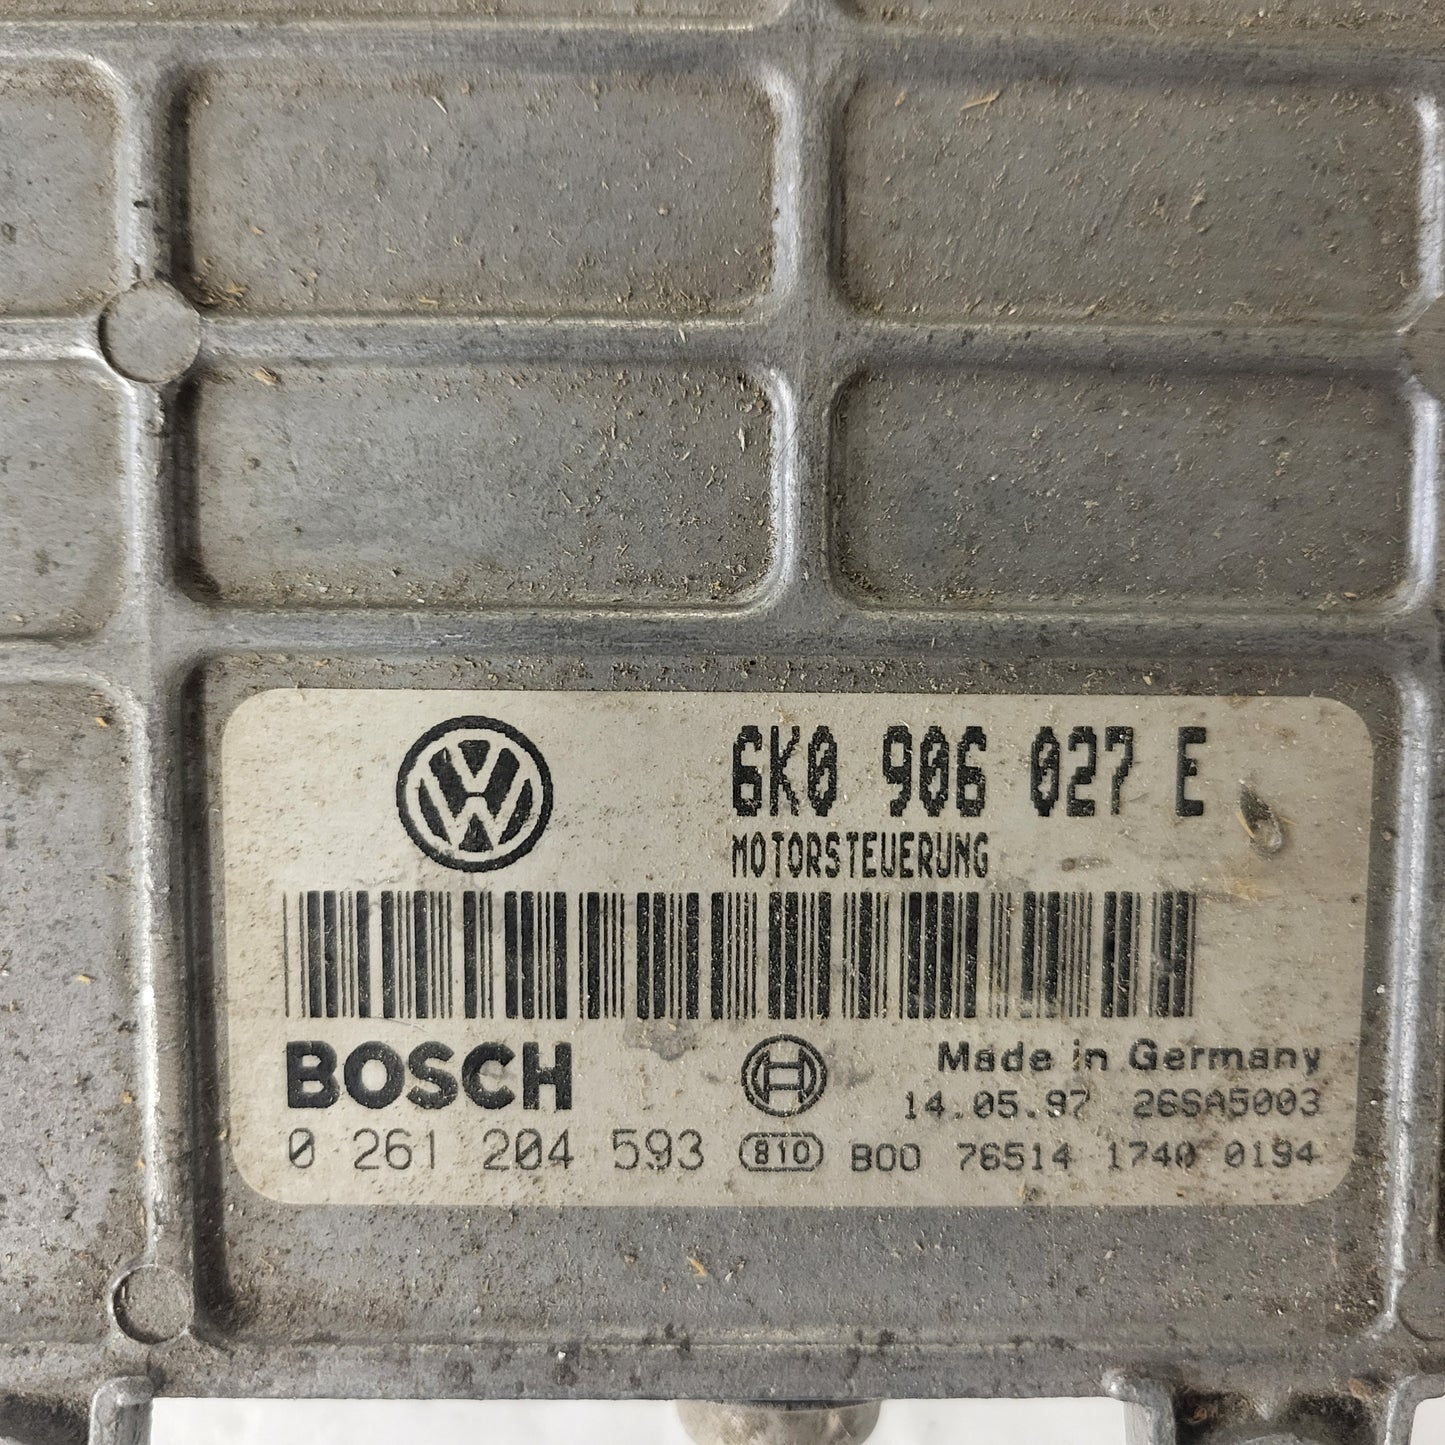 6K0 906 027 E
MOTORSTEUERUNG
BOSCH
Made in Germany
14.05.97 26SA5003
0 261 204 593 810 B00 76514 1740 0194